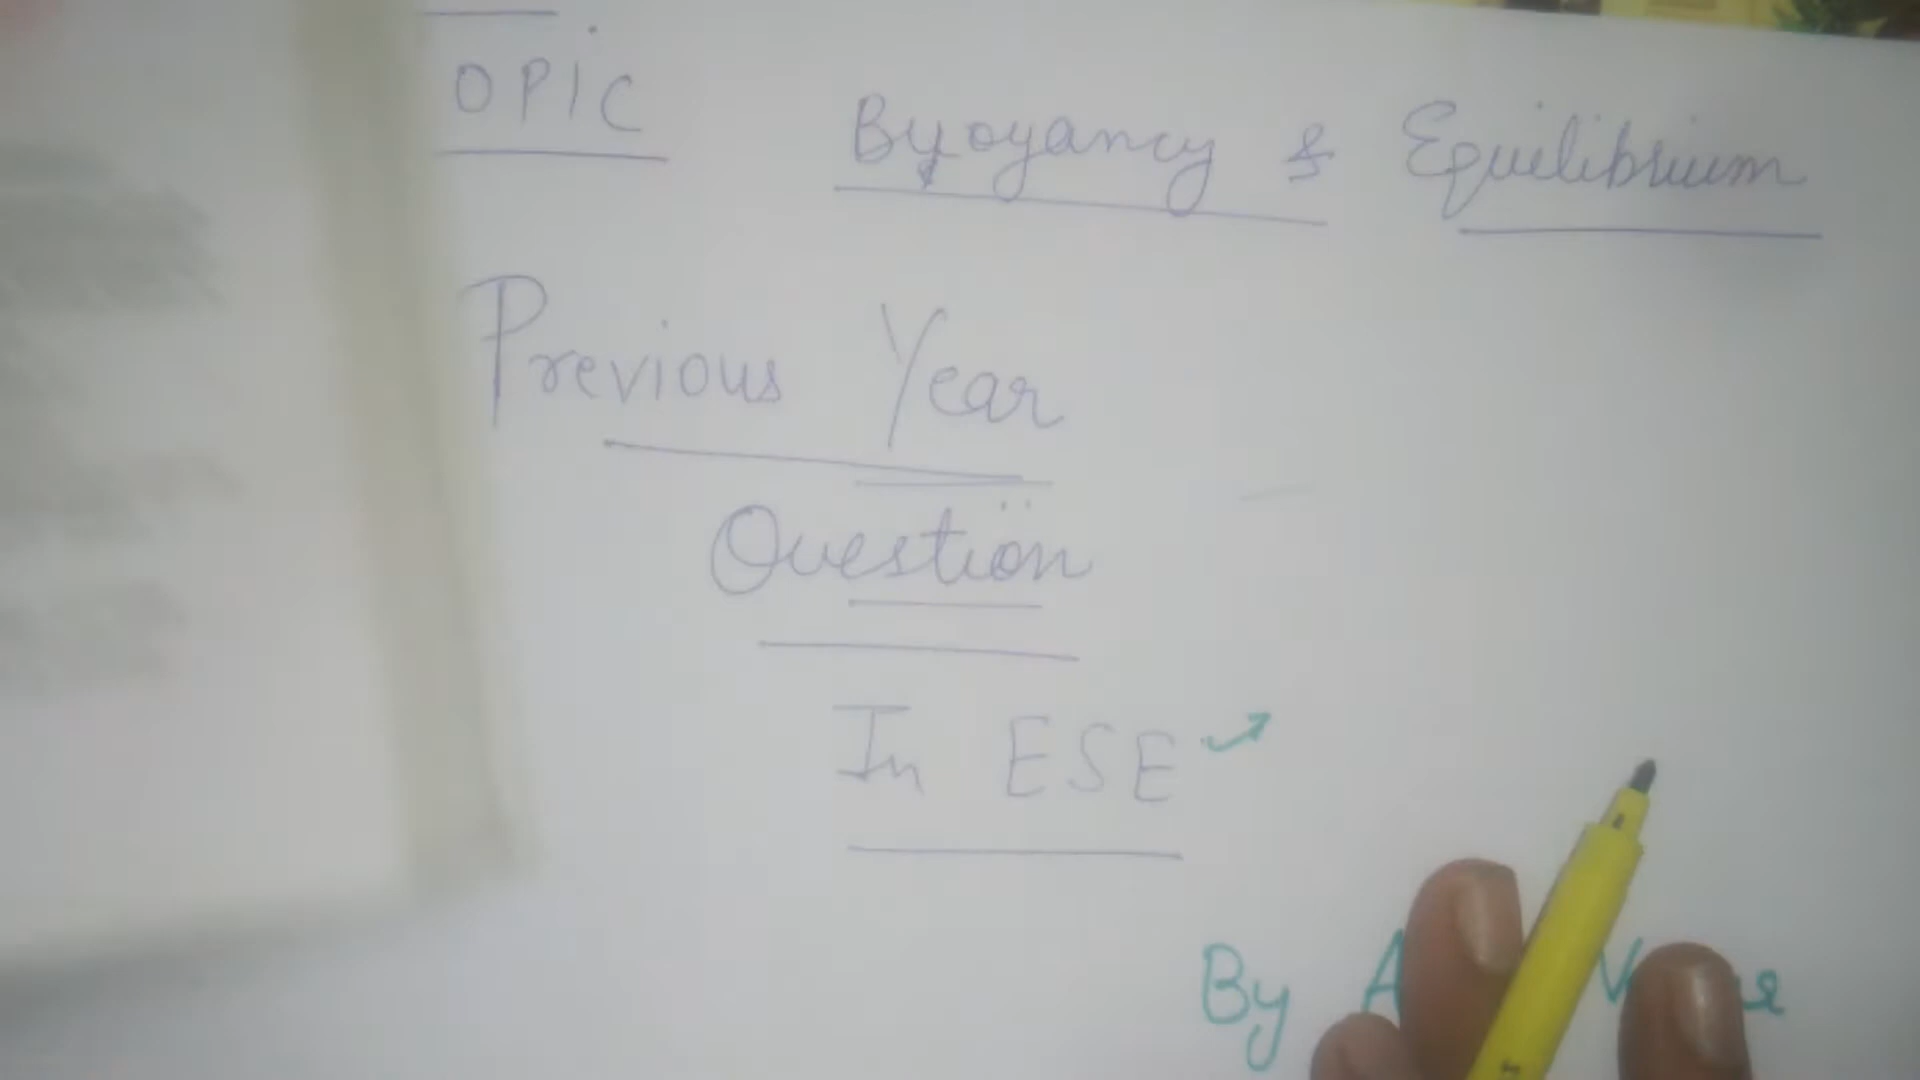 OPIC Byoyancy & Equilibrium
Previous Year
Question
In ESE
By